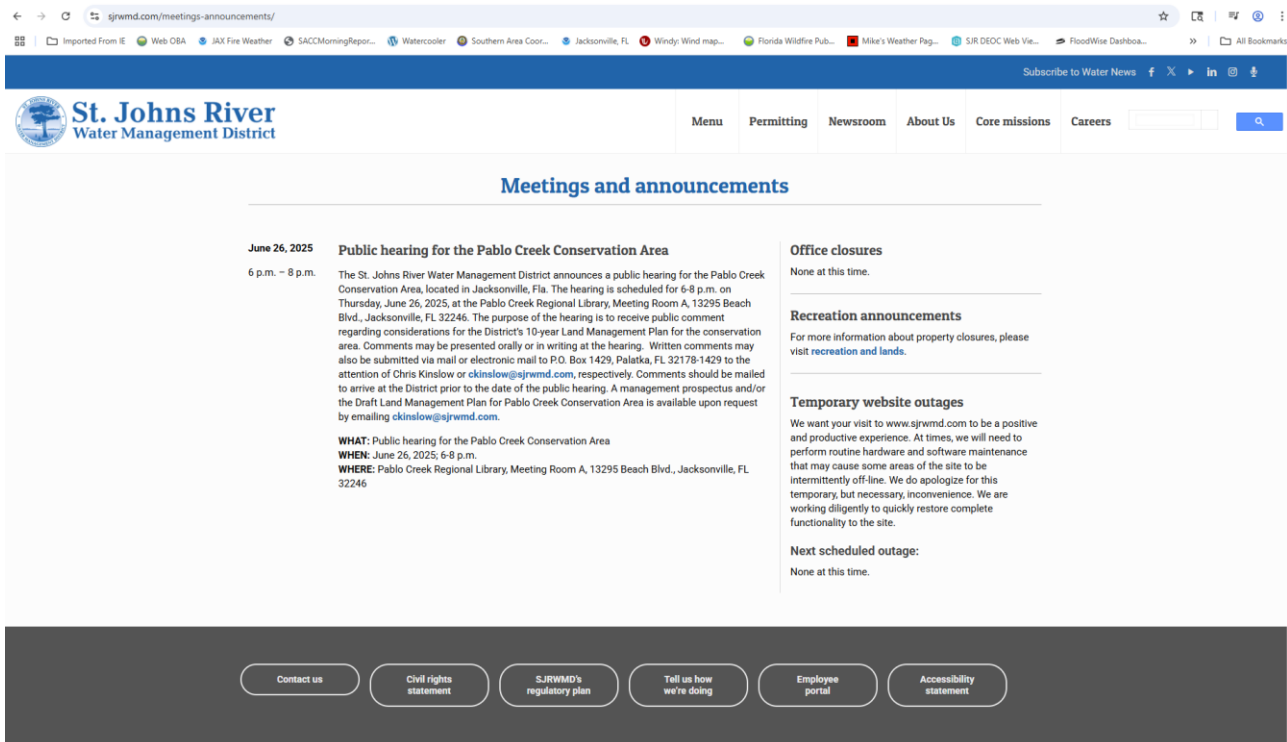 sjrwmd.com/meetings-announcements/
Imported From IE
Web OBA
JAX Fire Weather
SACCMorningRepor...
Watercooler
Southern Area Coor...
Jacksonville, FL
Windy: Wind map...
Florida Wildfire Pub...
Mike's Weather Pag...
SJR DEOC Web Vie...
FloodWise Dashboa...
All Bookmarks
Subscribe to Water News
St. Johns River
Water Management District
Menu
Permitting
Newsroom
About Us
Core missions
Careers
Meetings and announcements
June 26, 2025
6 p.m. – 8 p.m.
Public hearing for the Pablo Creek Conservation Area
The St. Johns River Water Management District announces a public hearing for the Pablo Creek
Conservation Area, located in Jacksonville, Fla. The hearing is scheduled for 6-8 p.m. on
Thursday, June 26, 2025, at the Pablo Creek Regional Library, Meeting Room A, 13295 Beach
Blvd., Jacksonville, FL 32246. The purpose of the hearing is to receive public comment
regarding considerations for the District's 10-year Land Management Plan for the conservation
area. Comments may be presented orally or in writing at the hearing. Written comments may
also be submitted via mail or electronic mail to P.O. Box 1429, Palatka, FL 32178-1429 to the
attention of Chris Kinslow or ckinslow@sjrwmd.com, respectively. Comments should be mailed
to arrive at the District prior to the date of the public hearing. A management prospectus and/or
the Draft Land Management Plan for Pablo Creek Conservation Area is available upon request
by emailing ckinslow@sjrwmd.com.
WHAT: Public hearing for the Pablo Creek Conservation Area
WHEN: June 26, 2025; 6-8 p.m.
WHERE: Pablo Creek Regional Library, Meeting Room A, 13295 Beach Blvd., Jacksonville, FL
32246
Office closures
None at this time.
Recreation announcements
For more information about property closures, please
visit recreation and lands.
Temporary website outages
We want your visit to www.sjrwmd.com to be a positive
and productive experience. At times, we will need to
perform routine hardware and software maintenance
that may cause some areas of the site to be
intermittently off-line. We do apologize for this
temporary, but necessary, inconvenience. We are
working diligently to quickly restore complete
functionality to the site.
Next scheduled outage:
None at this time.
Contact us
Civil rights
statement
SJRWMD's
regulatory plan
Tell us how
we're doing
Employee
portal
Accessibility
statement